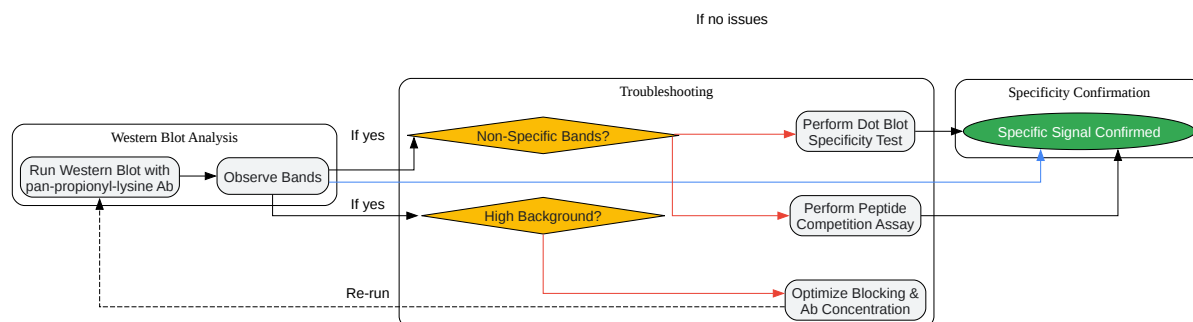 If no issues
Troubleshooting
Specificity Confirmation
Western Blot Analysis
If yes
Non-Specific Bands?
Perform Dot Blot
Specificity Test
Specific Signal Confirmed
Run Western Blot with
pan-propionyl-lysine Ab
Observe Bands
If yes
High Background?
Perform Peptide
Competition Assay
Re-run
Optimize Blocking &
Ab Concentration